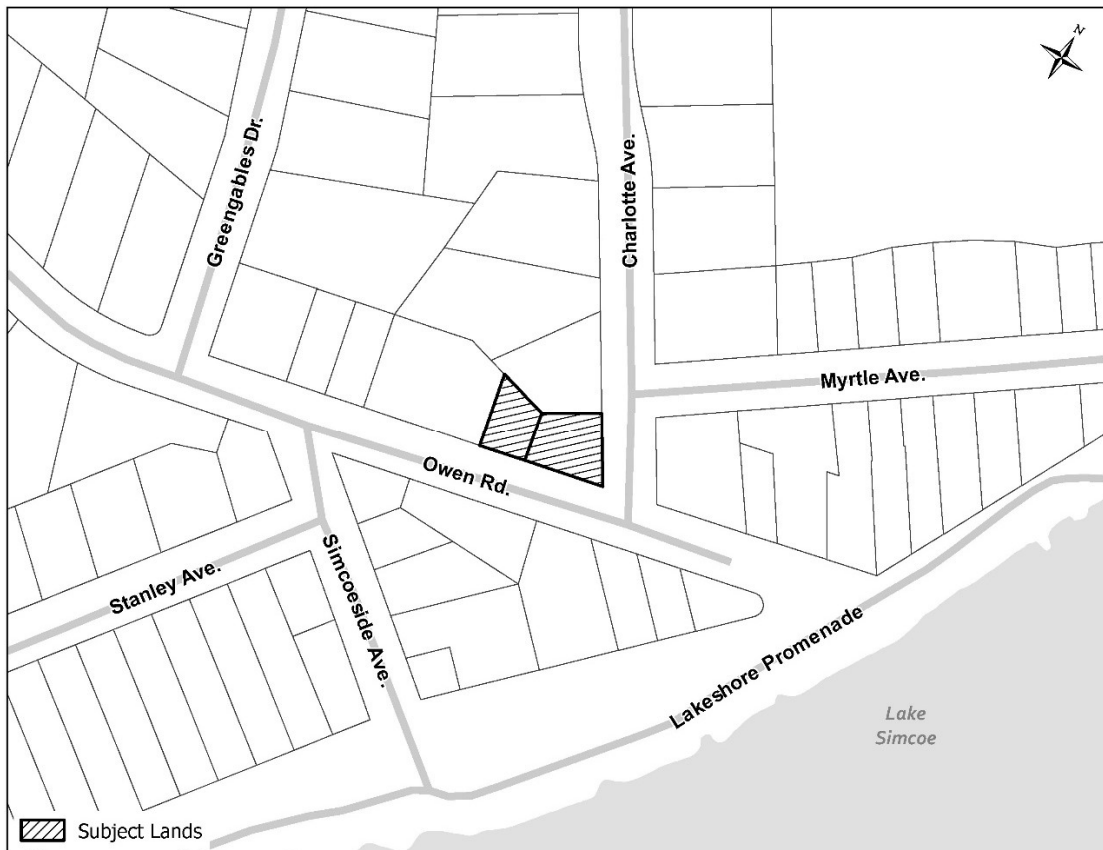 N
Greengables Dr.
Charlotte Ave.
Myrtle Ave.
Owen Rd.
Stanley Ave.
Simcoeside Ave.
Lakeshore Promenade
Lake
Simcoe
Subject Lands